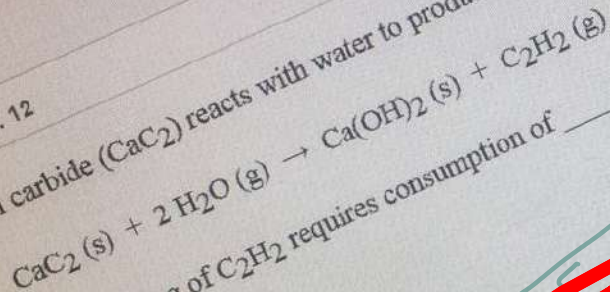 . 12
carbide (CaC2) reacts with water to
CaC2 (s) + 2 H2O (g) → Ca(OH)2 (s) + C2H2 (g)
of C2H2 requires consumption of ____